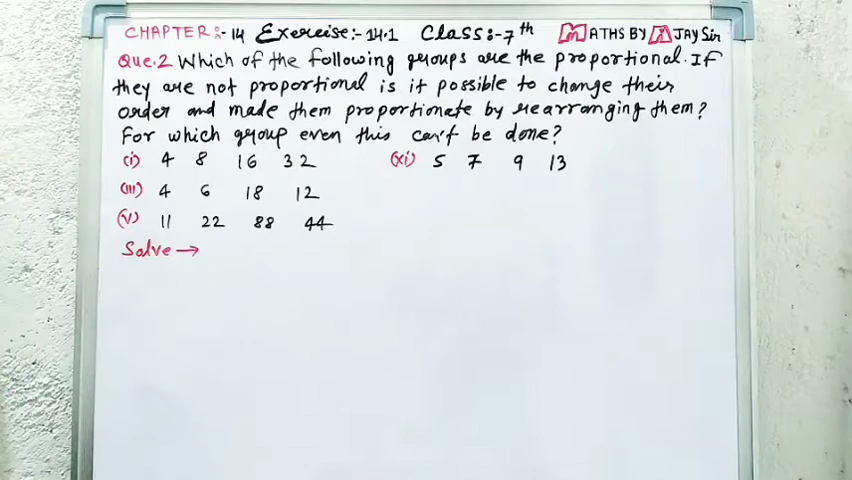 CHAPTER:-14 Exercise:-14.1 Class:-7th MATHS BY AJAY Sir
Que.2 Which of the following groups are the proportional. If
they are not proportional is it possible to change their
order and made them proportionate by rearranging them?
For which group even this can't be done?
(i) 4 8 16 32 (xi) 5 7 9 13
(iii) 4 6 18 12
(v) 11 22 88 44
Solve →